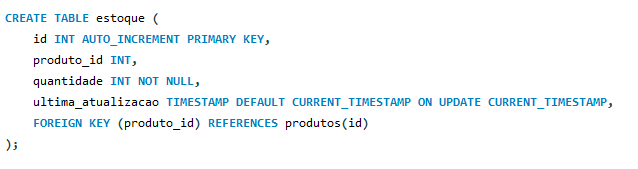 CREATE TABLE estoque (
    id INT AUTO_INCREMENT PRIMARY KEY,
    produto_id INT,
    quantidade INT NOT NULL,
    ultima_atualizacao TIMESTAMP DEFAULT CURRENT_TIMESTAMP ON UPDATE CURRENT_TIMESTAMP,
    FOREIGN KEY (produto_id) REFERENCES produtos(id)
);